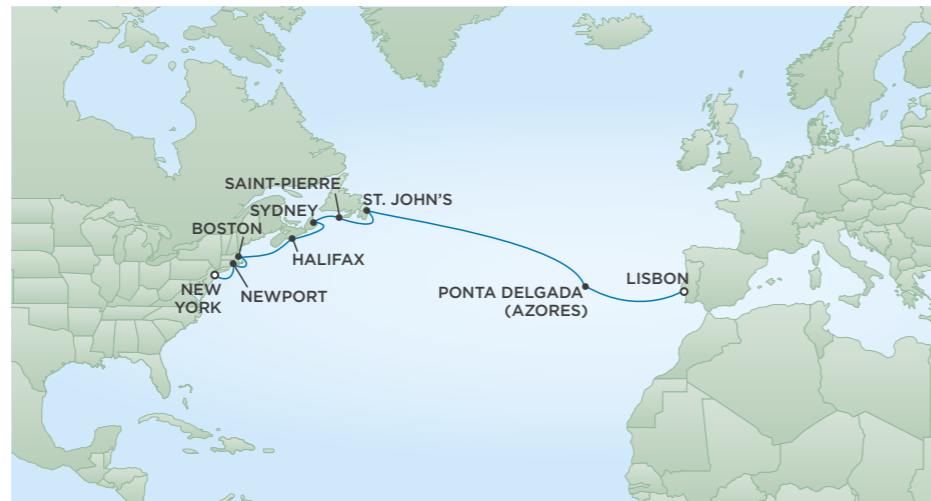 SAINT-PIERRE
ST. JOHN'S
SYDNEY
BOSTON
HALIFAX
NEW
YORK
NEWPORT
LISBON
PONTA DELGADA
(AZORES)